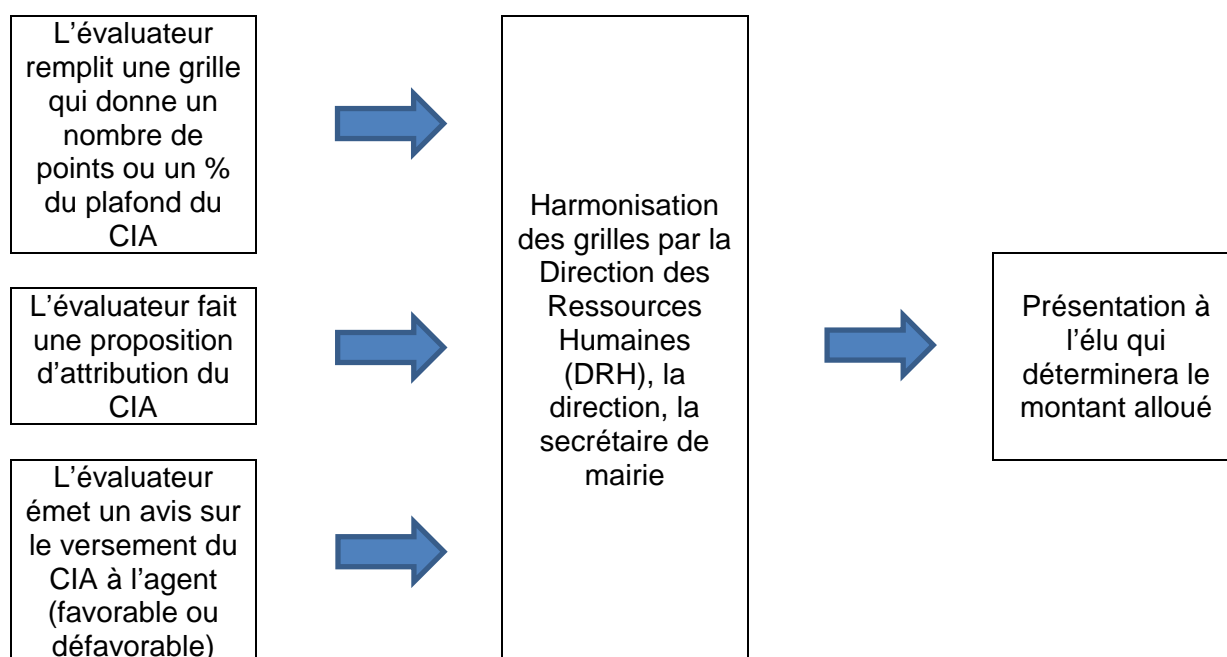 L’évaluateur
remplit une grille
qui donne un
nombre de
points ou un %
du plafond du
CIA
L’évaluateur fait
une proposition
d’attribution du
CIA
L’évaluateur
émet un avis sur
le versement du
CIA à l’agent
(favorable ou
défavorable)
Harmonisation
des grilles par la
Direction des
Ressources
Humaines
(DRH), la
direction, la
secrétaire de
mairie
Présentation à
l’élu qui
déterminera le
montant alloué